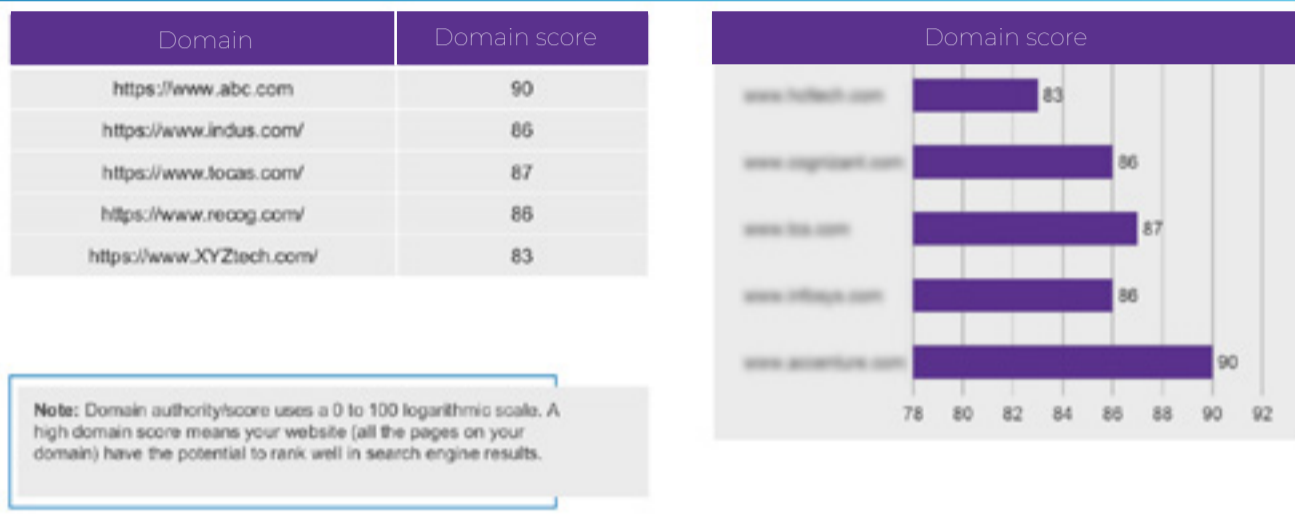 Domain Domain score
https://www.abc.com 90
https://www.indus.com/ 86
https://www.tocas.com/ 87
https://www.recog.com/ 86
https://www.XYZtech.com/ 83
Note: Domain authority/score uses a 0 to 100 logarithmic scale. A
high domain score means your website (all the pages on your
domain) have the potential to rank well in search engine results.
Domain score
83
86
87
86
90
78 80 82 84 86 88 90 92